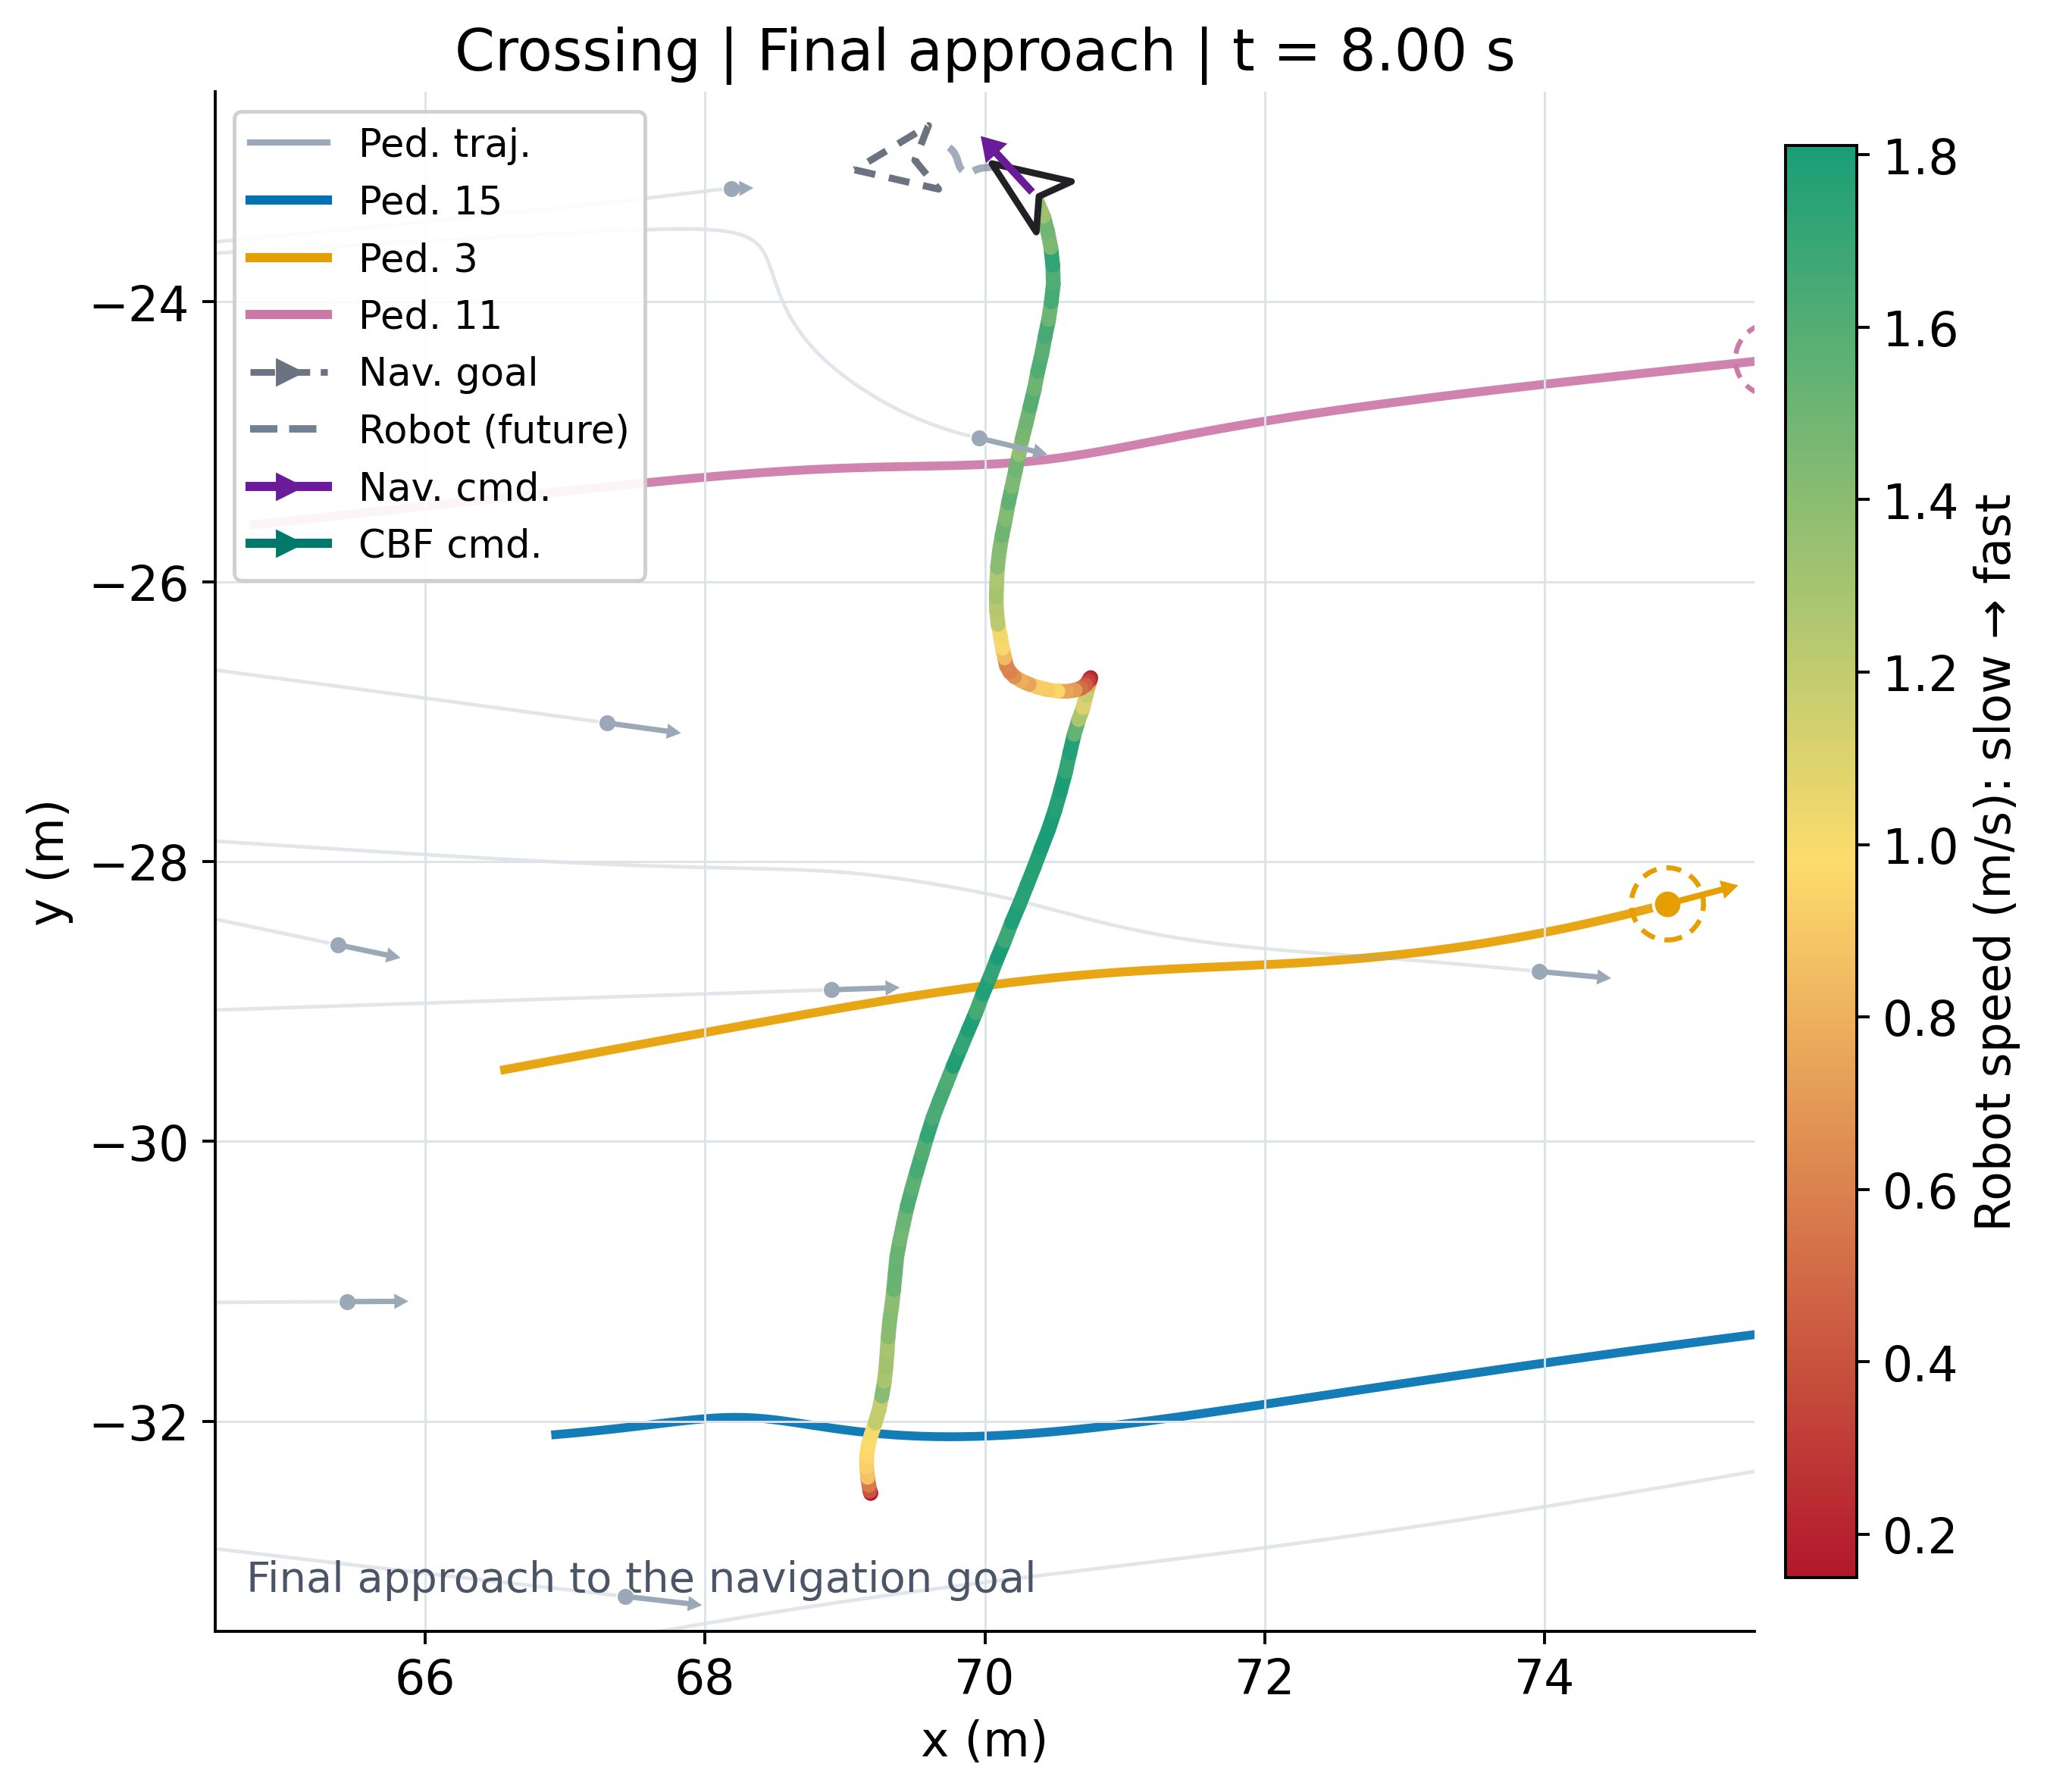 Crossing | Final approach | t = 8.00 s
Ped. traj.
Ped. 15
Ped. 3
Ped. 11
Nav. goal
Robot (future)
Nav. cmd.
CBF cmd.
−24
−26
−28
−30
−32
y (m)
Final approach to the navigation goal
66
68
70
72
74
x (m)
1.8
1.6
1.4
1.2
1.0
0.8
0.6
0.4
0.2
Robot speed (m/s): slow → fast